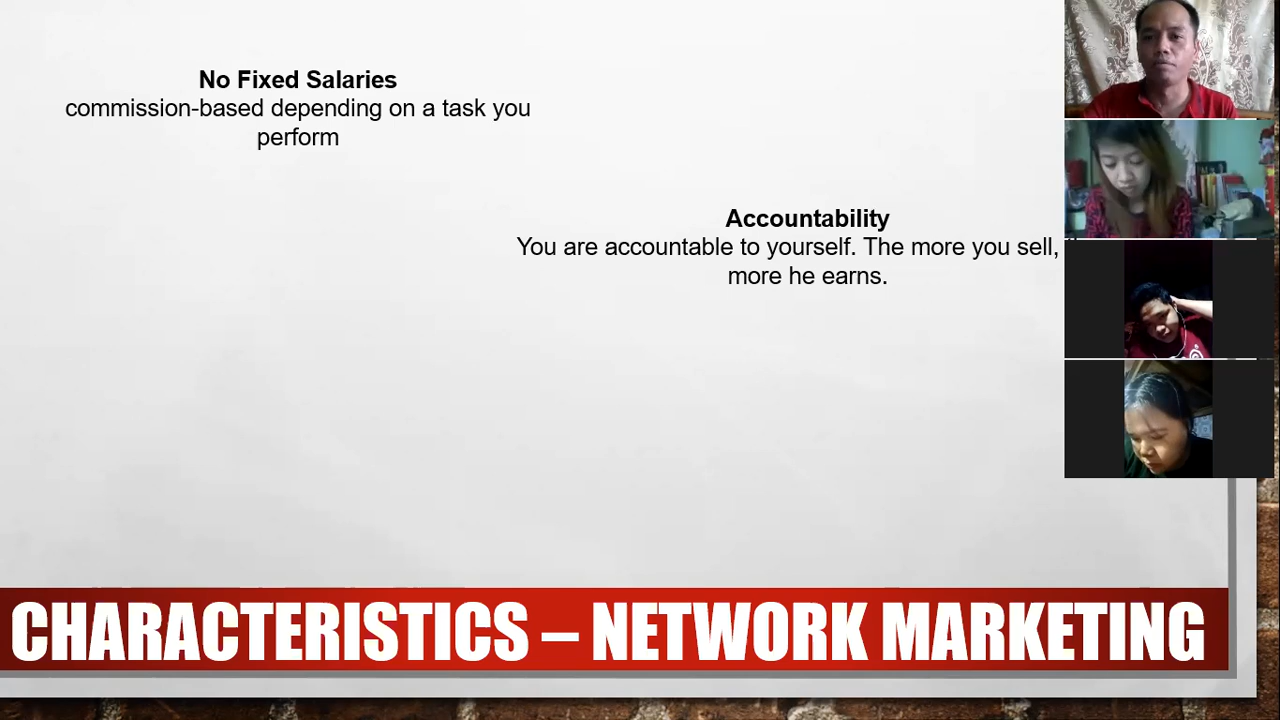 No Fixed Salaries
commission-based depending on a task you
perform
Accountability
You are accountable to yourself. The more you sell,
more he earns.
CHARACTERISTICS – NETWORK MARKETING